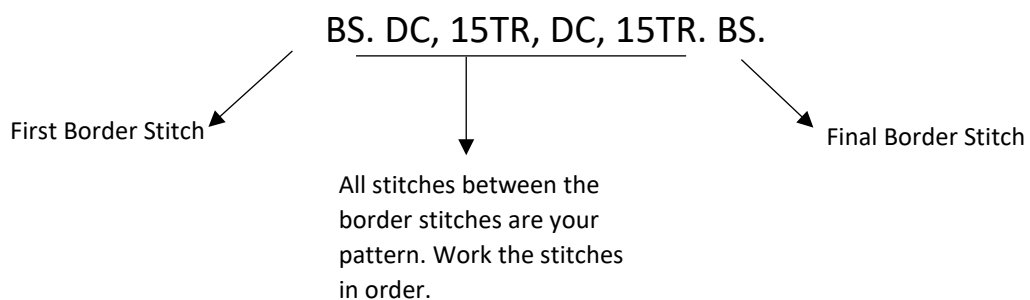 BS. DC, 15TR, DC, 15TR. BS.
First Border Stitch
Final Border Stitch
All stitches between the
border stitches are your
pattern. Work the stitches
in order.